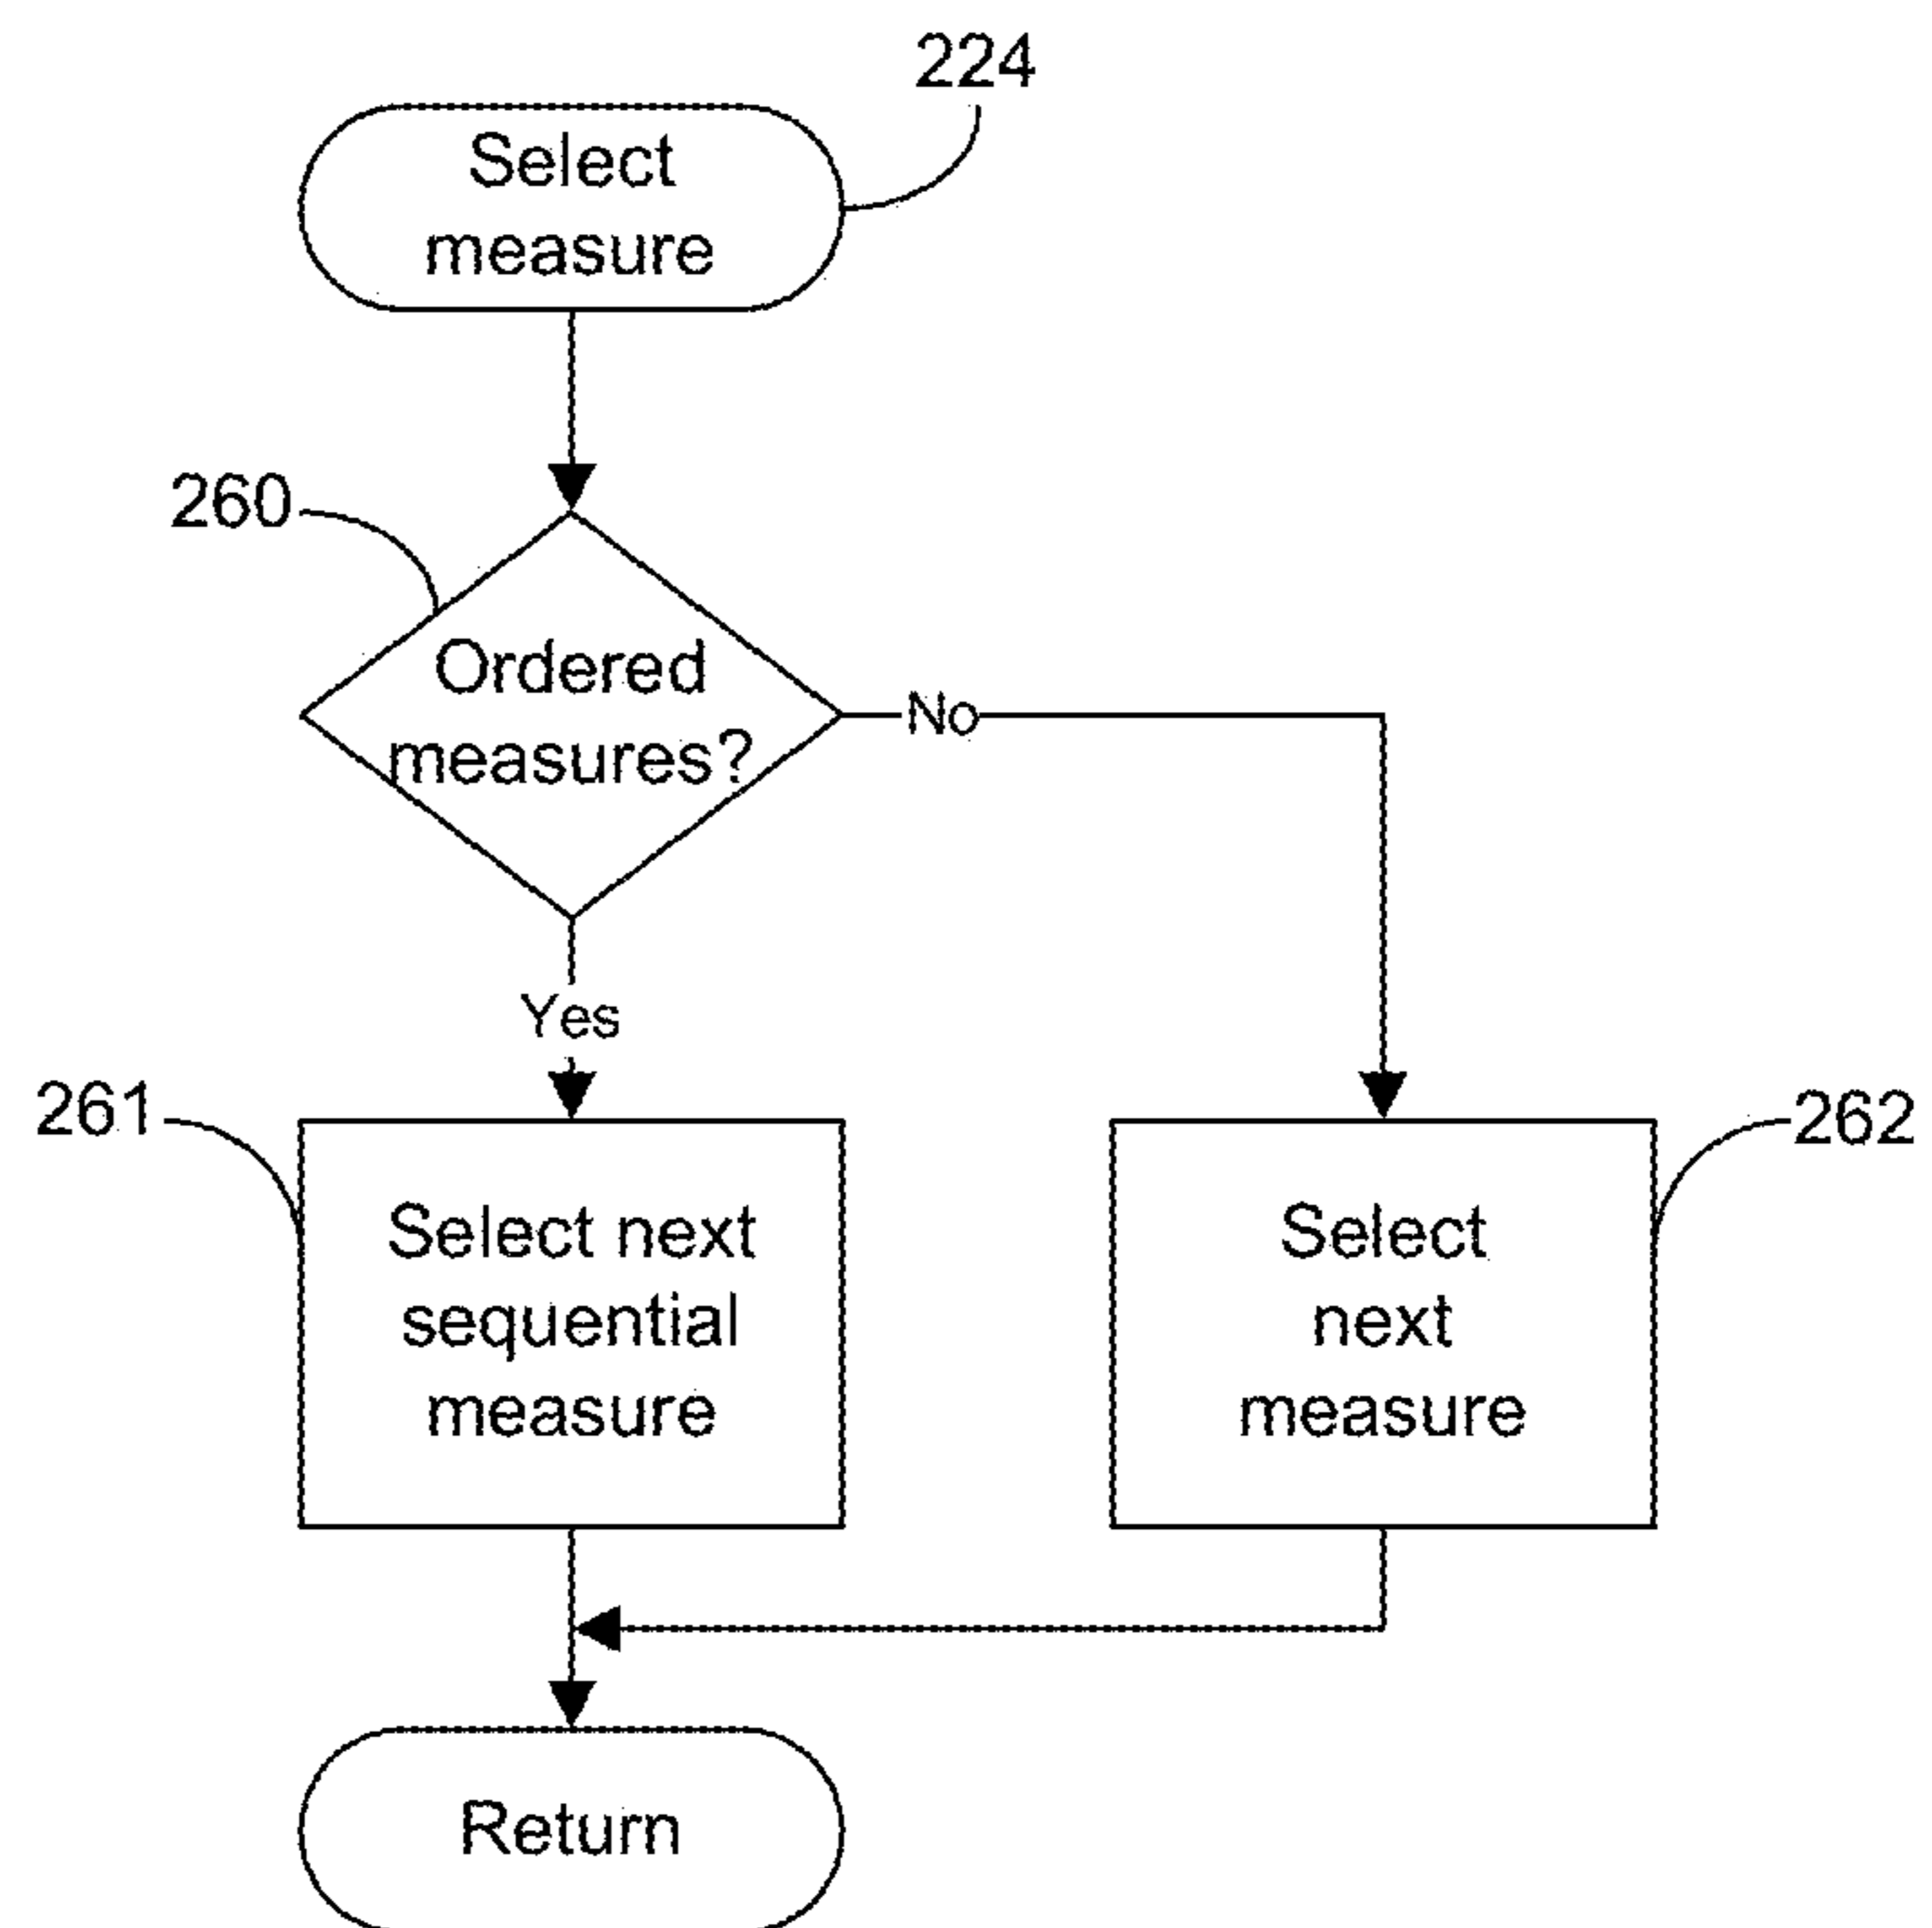 224
Select
measure
260
Ordered
measures?
No
Yes
261
262
Select next
sequential
measure
Select
next
measure
Return